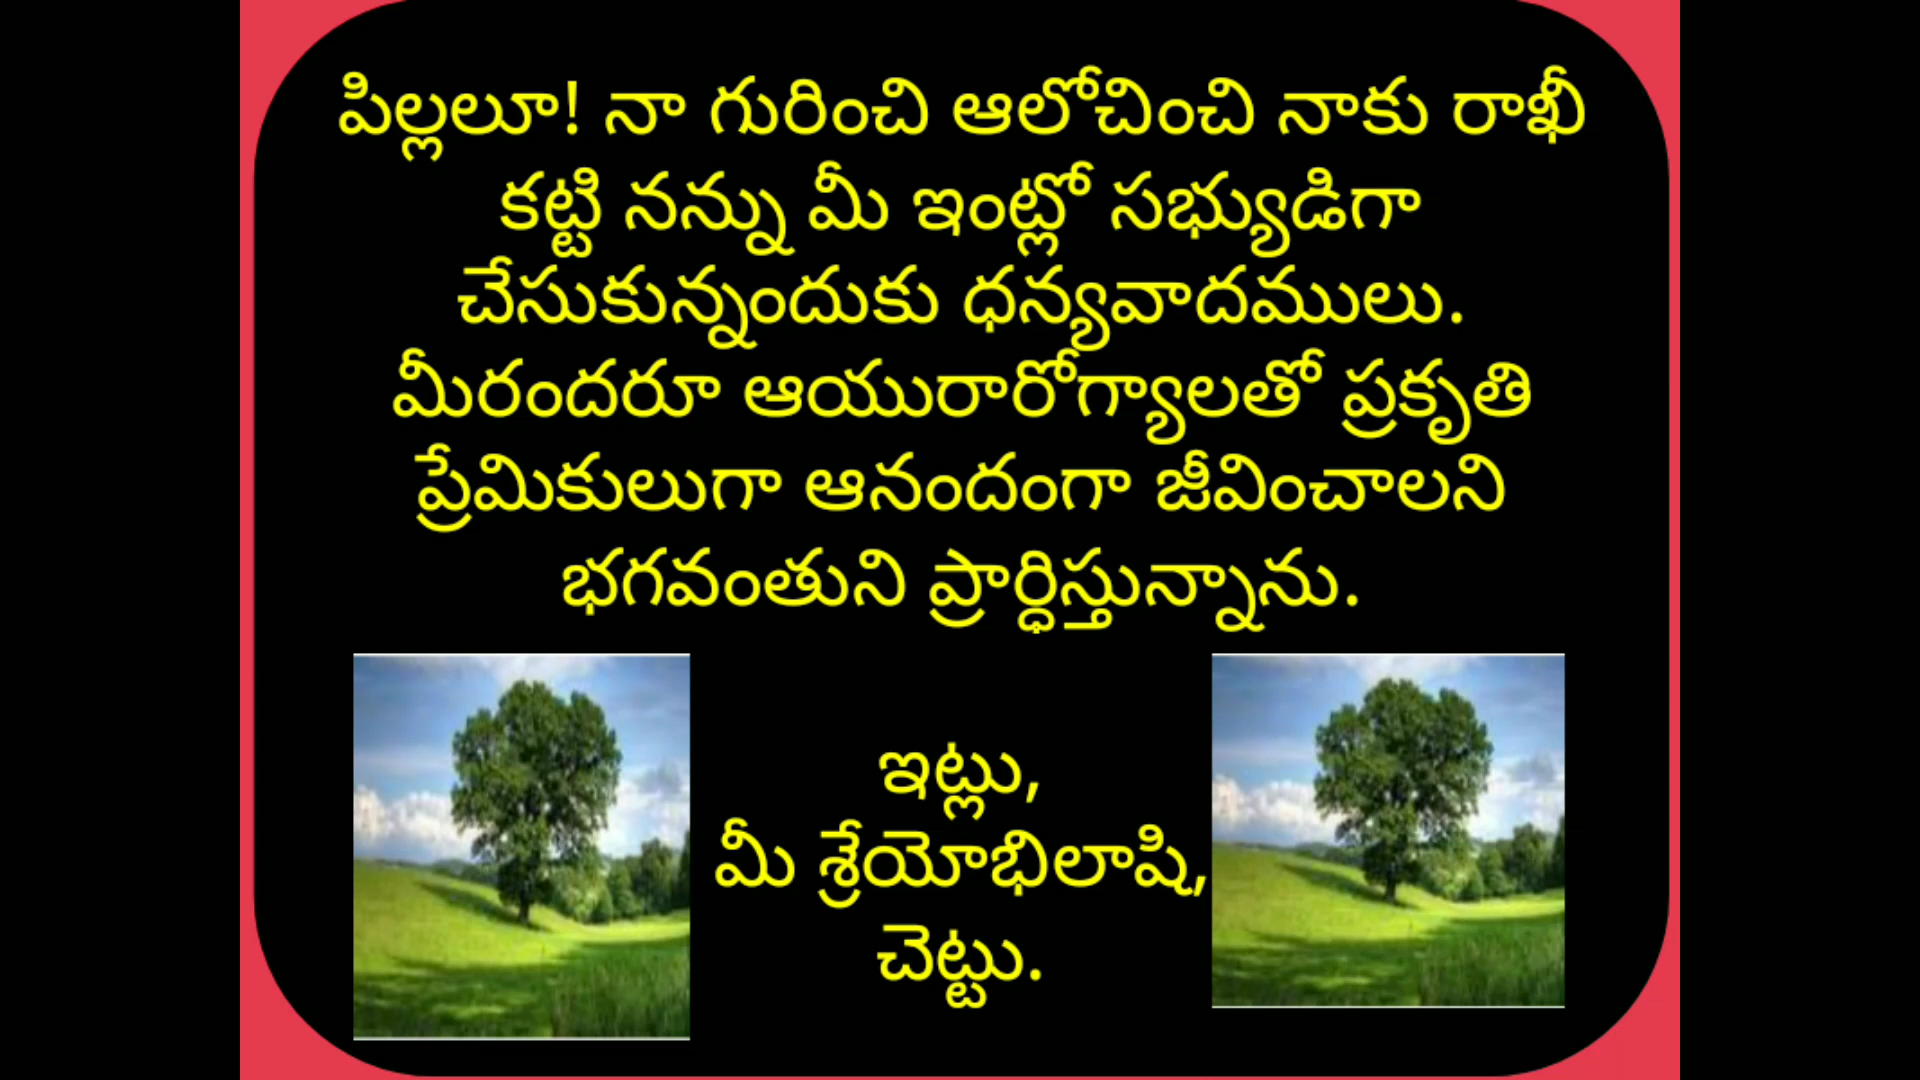 పిల్లలూ! నా గురించి ఆలోచించి నాకు రాఖీ
కట్టి నన్ను మీ ఇంట్లో సభ్యుడిగా
చేసుకున్నందుకు ధన్యవాదములు.
మీరందరూ ఆయురారోగ్యాలతో ప్రకృతి
ప్రేమికులుగా ఆనందంగా జీవించాలని
భగవంతుని ప్రార్ధిస్తున్నాను.
ఇట్లు,
మీ శ్రేయోభిలాషి,
చెట్టు.